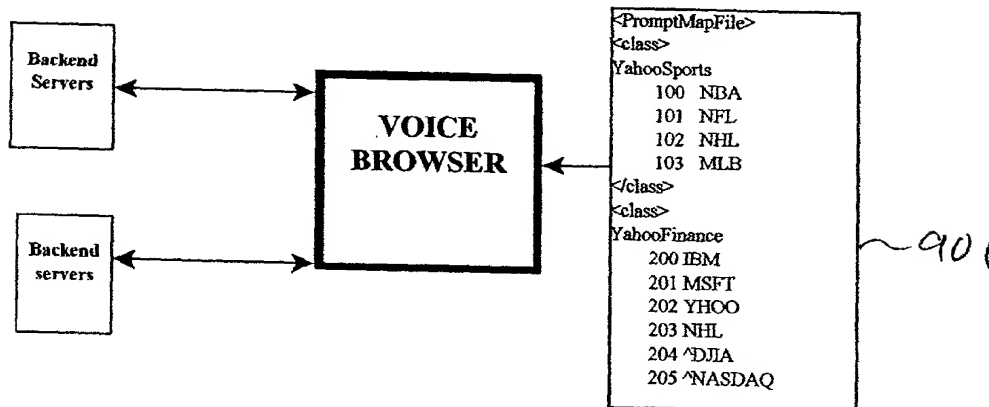 Backend
Servers
VOICE
BROWSER
Backend
servers
<PromptMapFile>
<class>
YahooSports
100 NBA
101 NFL
102 NHL
103 MLB
</class>
<class>
YahooFinance
200 IBM
201 MSFT
202 YHOO
203 NHL
204 ^DJIA
205 ^NASDAQ